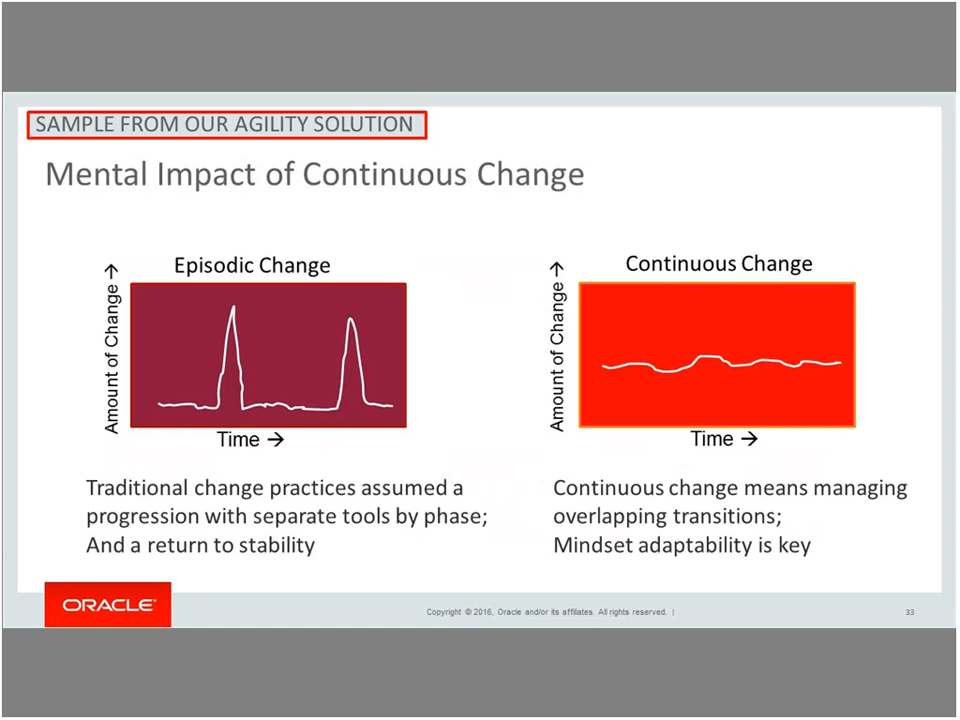 SAMPLE FROM OUR AGILITY SOLUTION
Mental Impact of Continuous Change
Episodic Change
Amount of Change →
Time →
Continuous Change
Amount of Change →
Time →
Traditional change practices assumed a
progression with separate tools by phase;
And a return to stability
Continuous change means managing
overlapping transitions;
Mindset adaptability is key
ORACLE®
Copyright © 2016, Oracle and/or its affiliates. All rights reserved. |
33